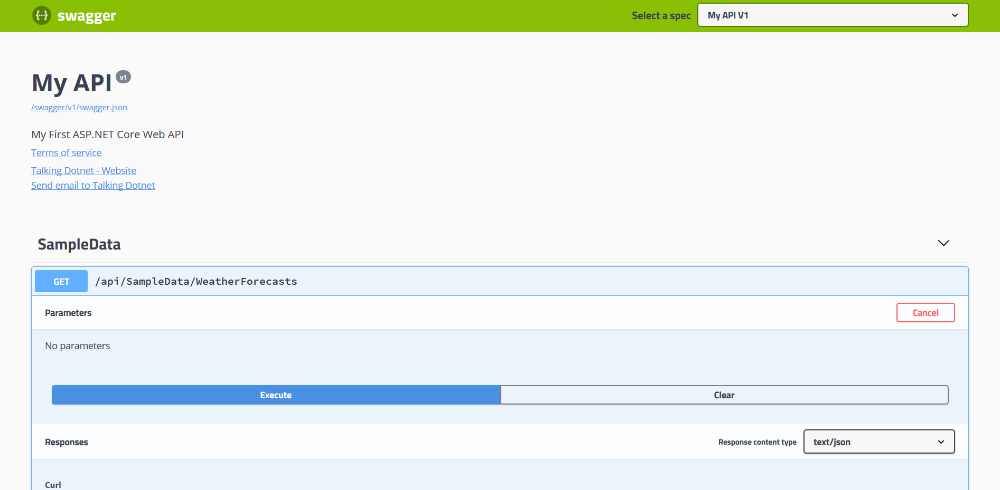 {···} swagger
Select a spec My API V1
My API v1
/swagger/v1/swagger.json
My First ASP.NET Core Web API
Terms of service
Talking Dotnet - Website
Send email to Talking Dotnet
SampleData
GET /api/SampleData/WeatherForecasts
Parameters Cancel
No parameters
Execute Clear
Responses Response content type text/json
Curl